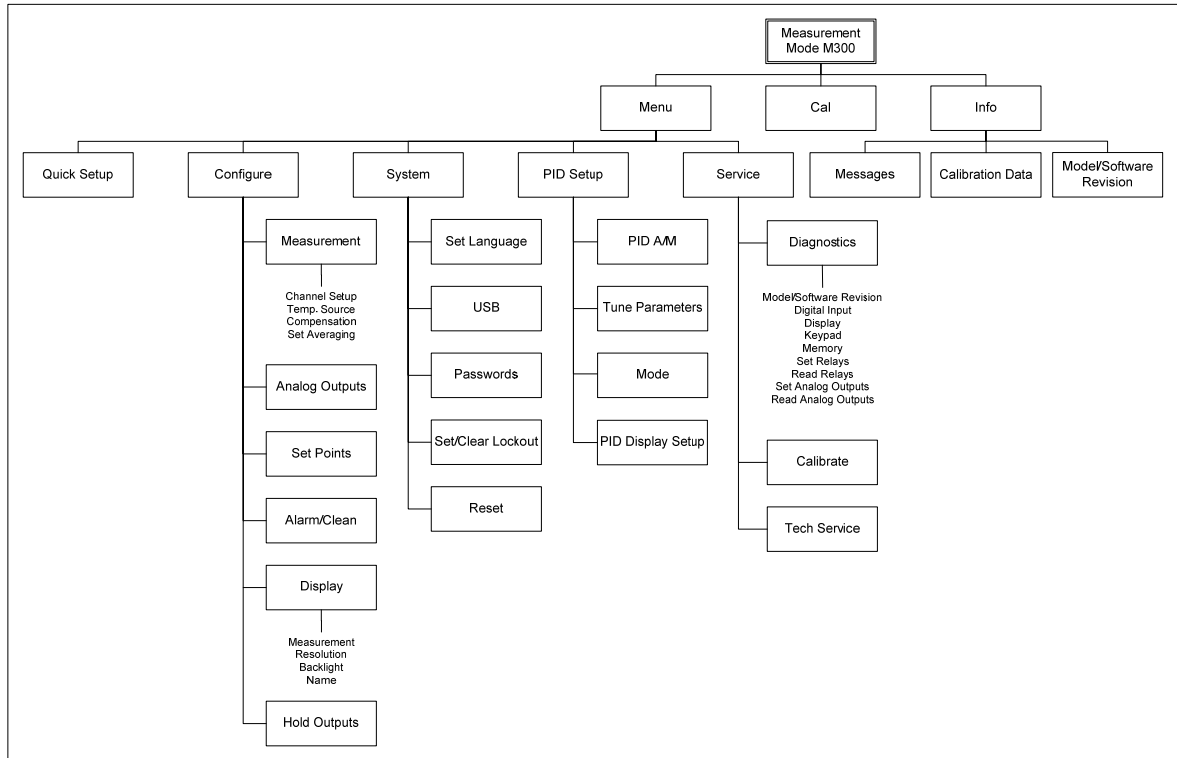 Measurement
Mode M300
Menu
Cal
Info
Quick Setup
Configure
System
PID Setup
Service
Messages
Calibration Data
Model/Software
Revision
Measurement
Channel Setup
Temp. Source
Compensation
Set Averaging
Analog Outputs
Set Points
Alarm/Clean
Display
Measurement
Resolution
Backlight
Name
Hold Outputs
Set Language
USB
Passwords
Set/Clear Lockout
Reset
PID A/M
Tune Parameters
Mode
PID Display Setup
Diagnostics
Model/Software Revision
Digital Input
Display
Keypad
Memory
Set Relays
Read Relays
Set Analog Outputs
Read Analog Outputs
Calibrate
Tech Service